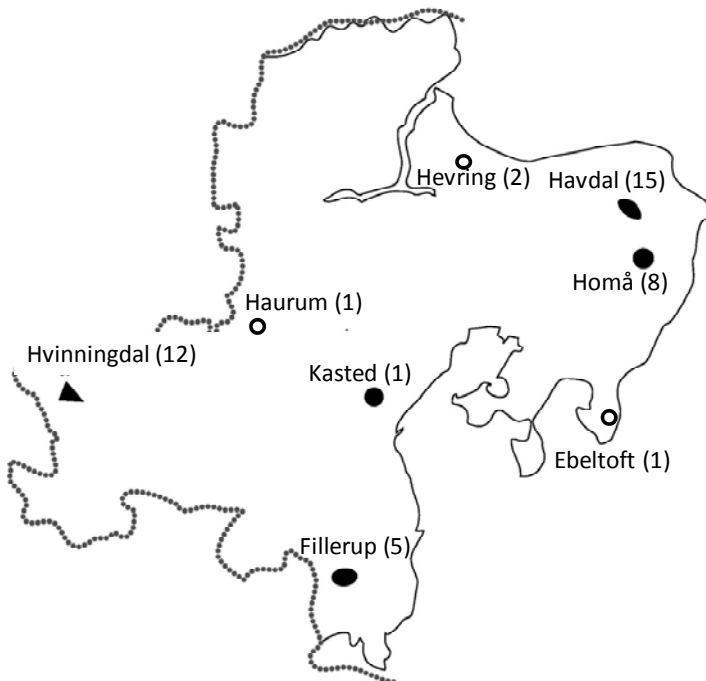 Hevring (2)
Havdal (15)
Homå (8)
Haurum (1)
Hvinningdal (12)
Kasted (1)
Ebeltoft (1)
Fillerup (5)